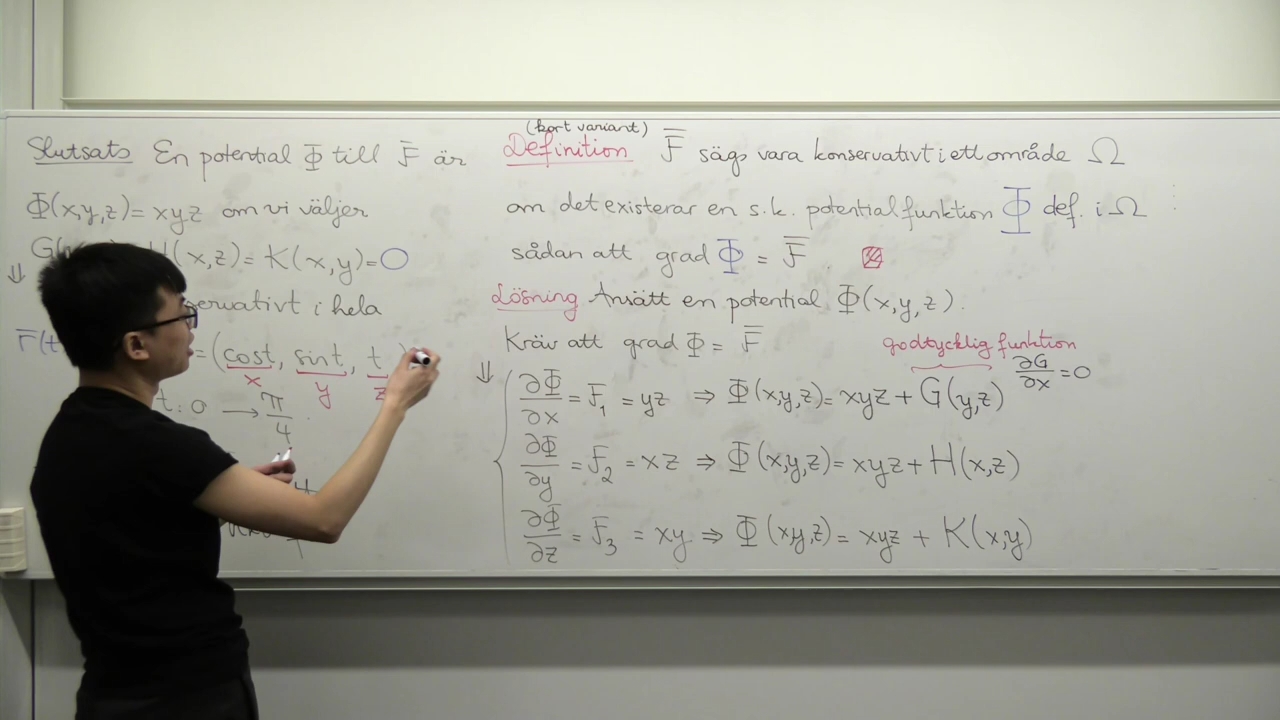 Slutsats En potential Φ till F̄ är
Φ(x,y,z) = xyz om vi väljer
G( H(x,z) = K(x,y) = 0
⇓
servativt i hela
r̄(t = (cost, sint, t)
x y z
t: 0 → π/4
(kort variant)
Definition F̄ sägs vara konservativt i ett område Ω
om det existerar en s.k. potentialfunktion Φ def. i Ω
sådan att grad Φ = F̄.
Lösning Ansätt en potential Φ(x,y,z).
Kräv att grad Φ = F̄
godtycklig funktion
⇓ ∂Φ/∂x = F₁ = yz ⇒ Φ(x,y,z) = xyz + G(y,z) ∂G/∂x = 0
∂Φ/∂y = F₂ = xz ⇒ Φ(x,y,z) = xyz + H(x,z)
∂Φ/∂z = F₃ = xy ⇒ Φ(x,y,z) = xyz + K(x,y)